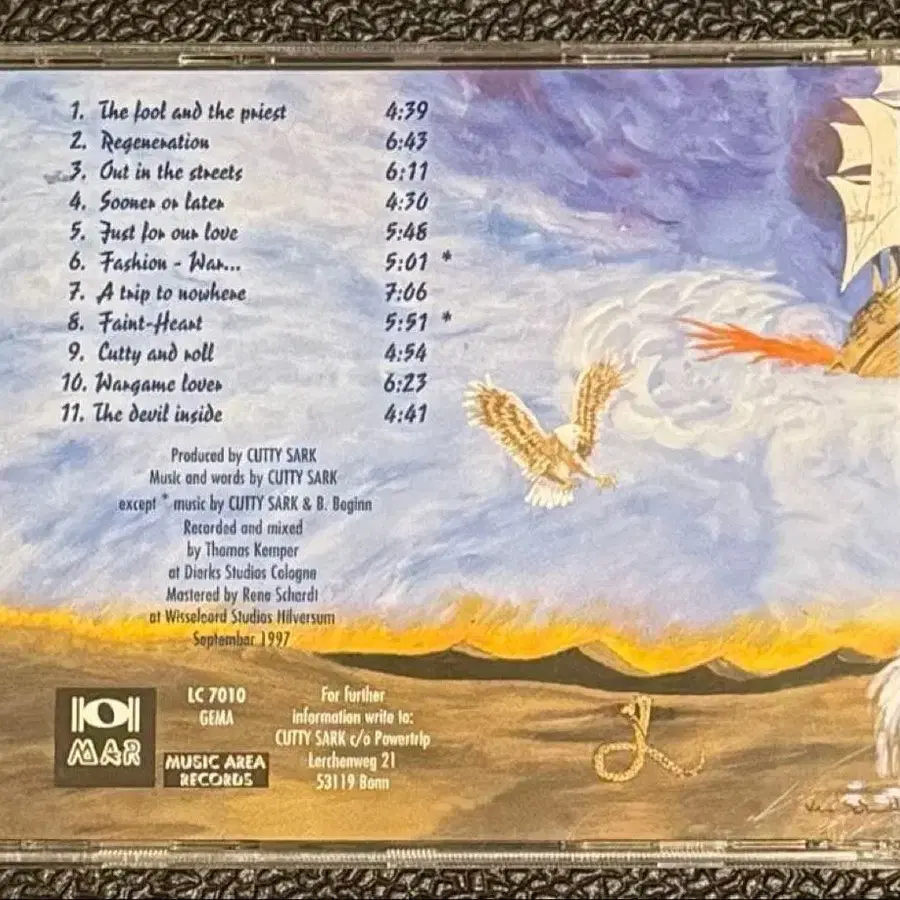 1. The fool and the priest 4:39
2. Regeneration 6:43
3. Out in the streets 6:11
4. Sooner or later 4:30
5. Just for our love 5:48
6. Fashion - War... 5:01 *
7. A trip to nowhere 7:06
8. Faint-Heart 5:51 *
9. Cutty and roll 4:54
10. Wargame lover 6:23
11. The devil inside 4:41
Produced by CUTTY SARK
Music and words by CUTTY SARK
except * music by CUTTY SARK & B. Beginn
Recorded and mixed
by Thomas Kemper
at Dierks Studios Cologne
Mastered by Rene Schardt
at Wisseloord Studios Hilversum
September 1997
MAR
LC 7010
GEMA
MUSIC AREA
RECORDS
For further
information write to:
CUTTY SARK c/o Powertrip
Lerchenweg 21
53119 Bonn